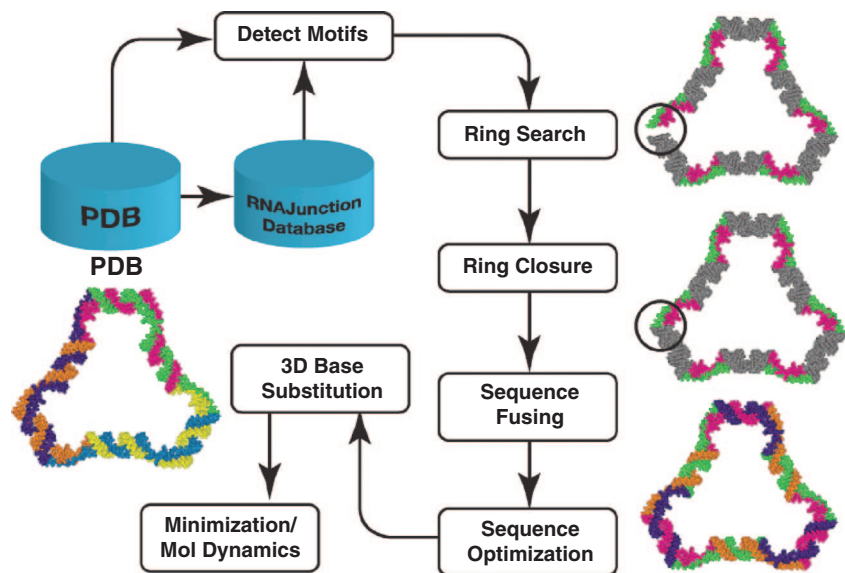 Detect Motifs
Ring Search
PDB
RNAJunction
Database
PDB
Ring Closure
3D Base
Substitution
Sequence
Fusing
Minimization/
Mol Dynamics
Sequence
Optimization